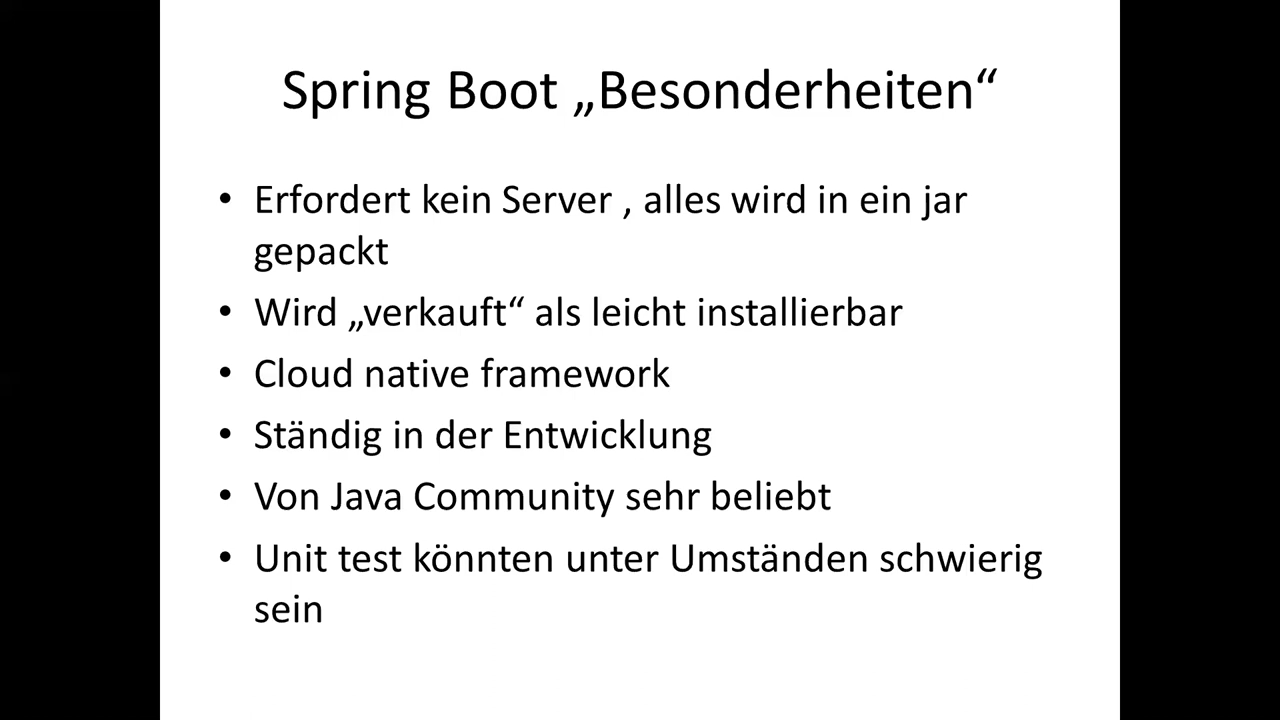 Spring Boot „Besonderheiten“
• Erfordert kein Server , alles wird in ein jar
gepackt
• Wird „verkauft“ als leicht installierbar
• Cloud native framework
• Ständig in der Entwicklung
• Von Java Community sehr beliebt
• Unit test könnten unter Umständen schwierig
sein